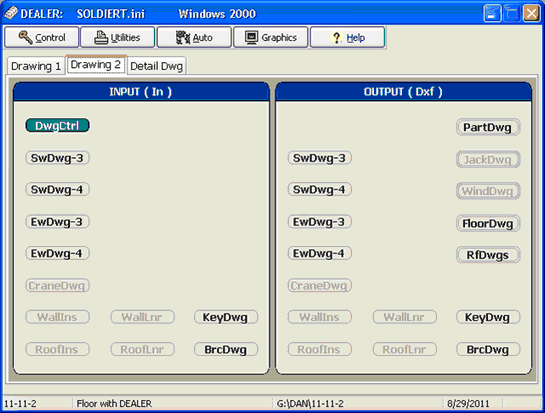 DEALER: SOLDIERT.ini Windows 2000
Control Utilities Auto Graphics ? Help
Drawing 1 Drawing 2 Detail Dwg
INPUT ( In ) OUTPUT ( Dxf )
DwgCtrl PartDwg
SwDwg-3 SwDwg-3 JackDwg
SwDwg-4 SwDwg-4 WindDwg
EwDwg-3 EwDwg-3 FloorDwg
EwDwg-4 EwDwg-4 RfDwgs
CraneDwg CraneDwg
WallIns WallLnr KeyDwg WallIns WallLnr KeyDwg
RoofIns RoofLnr BrcDwg RoofIns RoofLnr BrcDwg
11-11-2 Floor with DEALER G:\DAN\11-11-2 8/29/2011